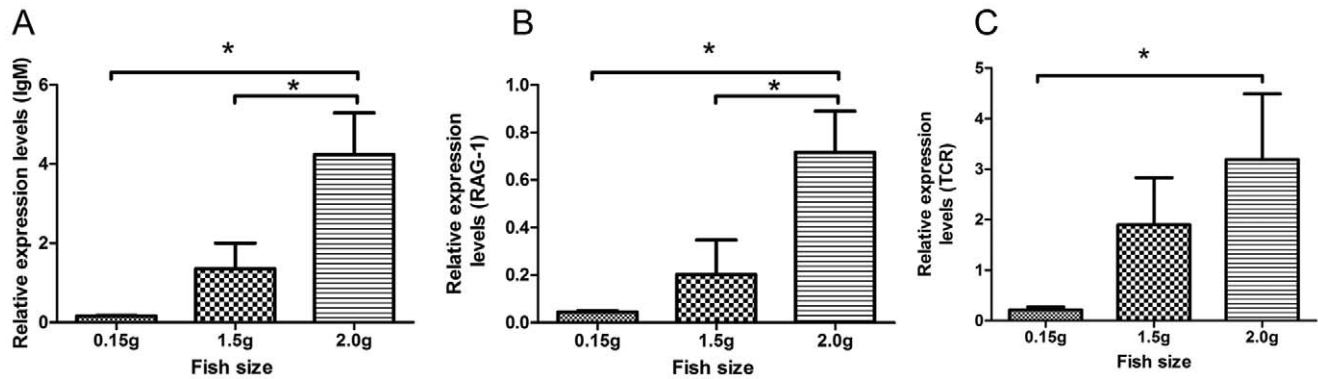 A
Relative expression levels (IgM)
6
4
2
0
*
*
0.15g 1.5g 2.0g
Fish size
B
Relative expression
levels (RAG-1)
1.0
0.8
0.6
0.4
0.2
0.0
*
*
0.15g 1.5g 2.0g
Fish size
C
Relative expression
levels (TCR)
5
4
3
2
1
0
*
0.15g 1.5g 2.0g
Fish size